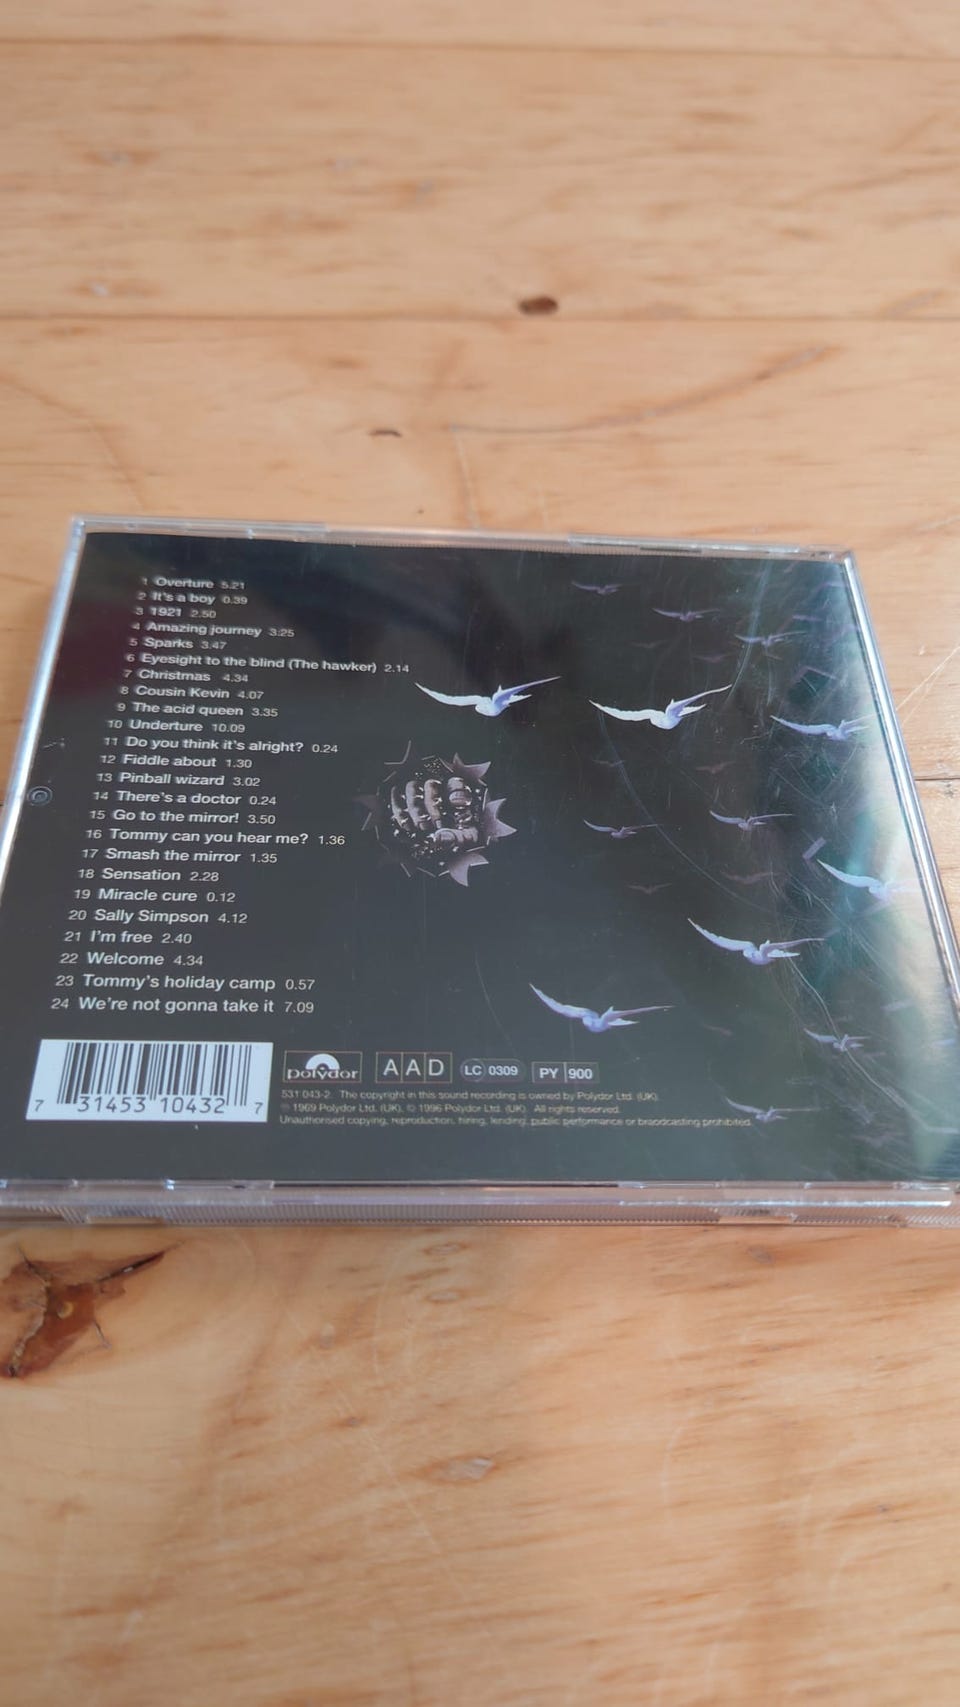 1 Overture 5.21
2 It's a boy 0.39
3 1921 2.50
4 Amazing journey 3:25
5 Sparks 3.47
6 Eyesight to the blind (The hawker) 2.14
7 Christmas 4.34
8 Cousin Kevin 4.07
9 The acid queen 3.35
10 Underture 10.09
11 Do you think it's alright? 0.24
12 Fiddle about 1.30
13 Pinball wizard 3.02
14 There's a doctor 0.24
15 Go to the mirror! 3.50
16 Tommy can you hear me? 1.36
17 Smash the mirror 1.35
18 Sensation 2.28
19 Miracle cure 0.12
20 Sally Simpson 4.12
21 I'm free 2.40
22 Welcome 4.34
23 Tommy's holiday camp 0.57
24 We're not gonna take it 7.09
7 31453 10432 7
polydor AAD LC 0309 PY 900
531 043-2. The copyright in this sound recording is owned by Polydor Ltd. (UK).
℗ 1969 Polydor Ltd. (UK), © 1996 Polydor Ltd. (UK). All rights reserved.
Unauthorised copying, reproduction, hiring, lending, public performance or braodcasting prohibited.